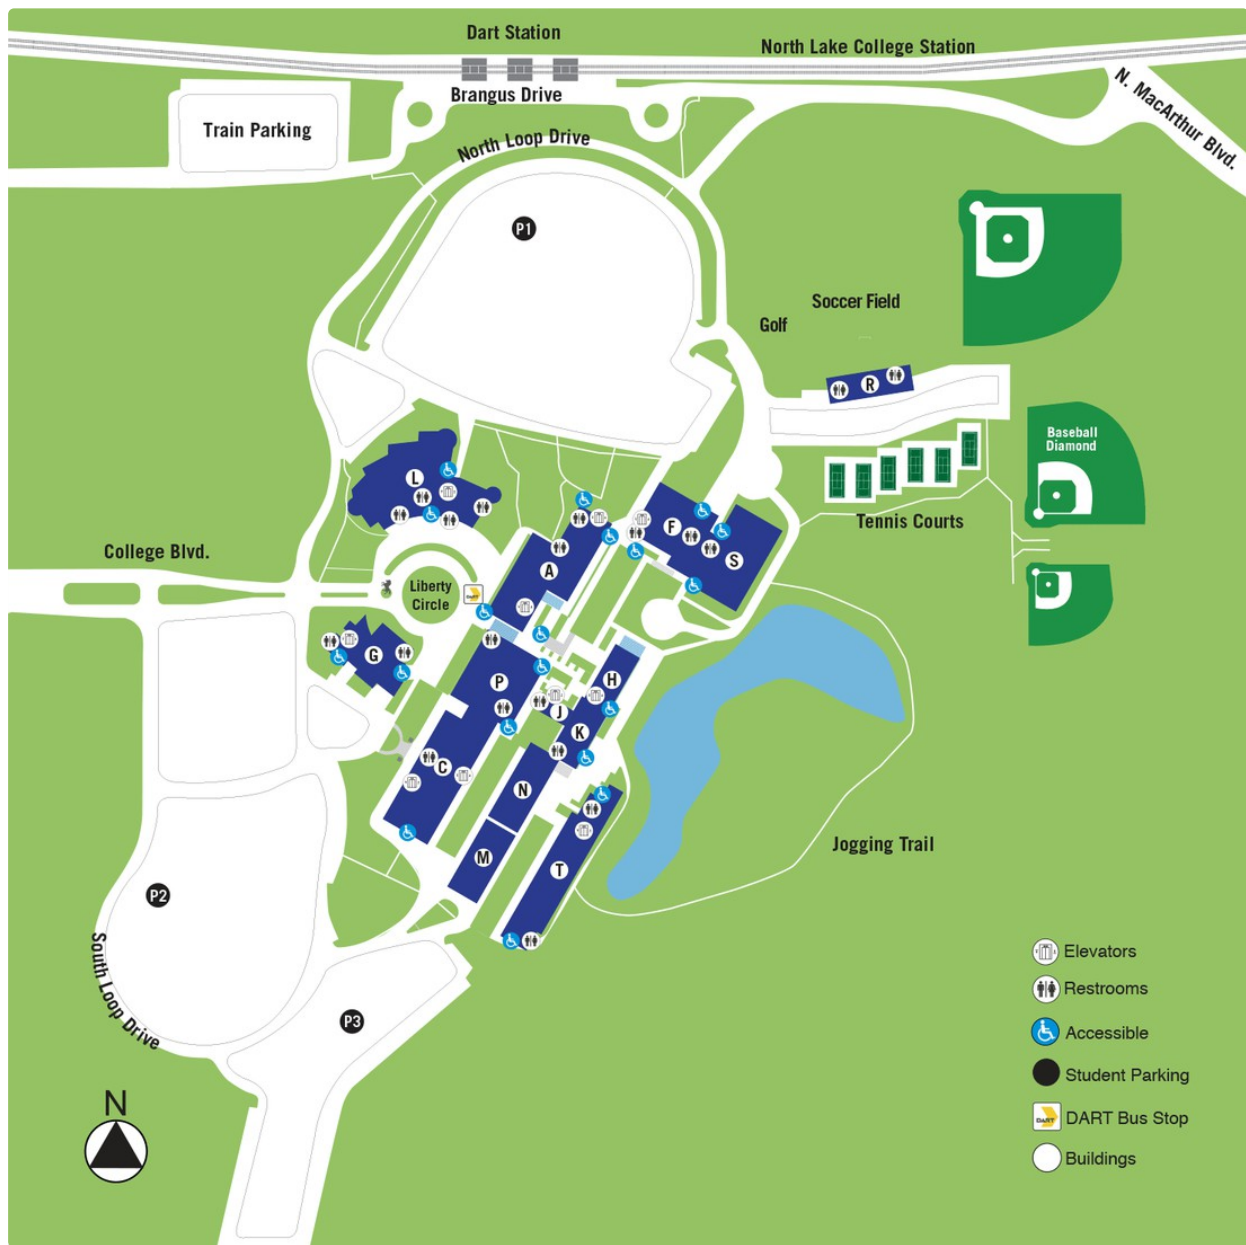 Dart Station
North Lake College Station
Brangus Drive
N. MacArthur Blvd.
Train Parking
North Loop Drive
P1
Soccer Field
Golf
R
Baseball
Diamond
L
Tennis Courts
F
S
College Blvd.
A
Liberty
Circle
DART
G
P
H
J
K
C
N
M
T
Jogging Trail
P2
South Loop Drive
P3
Elevators
Restrooms
Accessible
Student Parking
DART
DART Bus Stop
Buildings
N